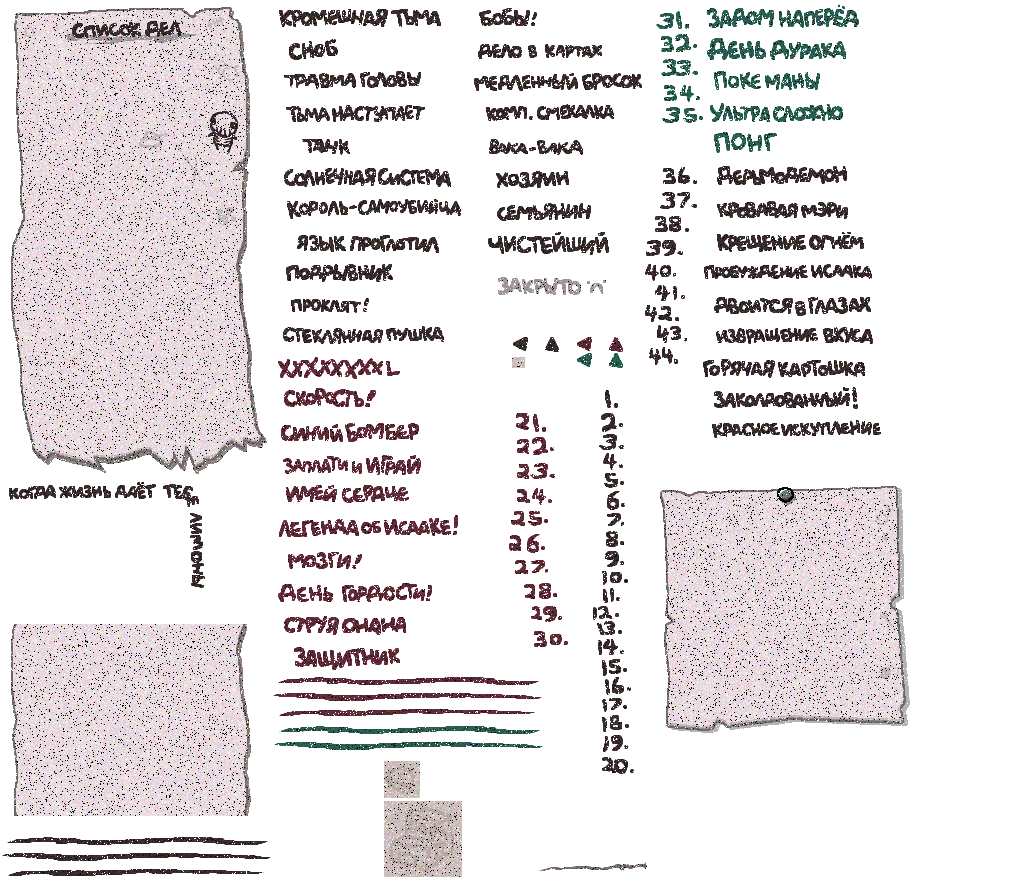 СПИСОК ДЕЛ
КОГДА ЖИЗНЬ ДАЁТ ТЕБЕ
ЛИМОНЫ
КРОМЕШНАЯ ТЬМА
СНОБ
ТРАВМА ГОЛОВЫ
ТЬМА НАСТУПАЕТ
ТАНК
СОЛНЕЧНАЯ СИСТЕМА
КОРОЛЬ-САМОУБИЙЦА
ЯЗЫК ПРОГЛОТИЛ
ПОДРЫВНИК
ПРОКЛЯТ!
СТЕКЛЯННАЯ ПУШКА
XXXXXXXXL
СКОРОСТЬ!
СИНИЙ БОМБЕР
ЗАПЛАТИ и ИГРАЙ
ИМЕЙ СЕРДЦЕ
ЛЕГЕНДА ОБ ИСААКЕ!
МОЗГИ!
ДЕНЬ ГОРДОСТИ!
СТРУЯ ОНАНА
ЗАЩИТНИК
БОБЫ!
ДЕЛО В КАРТАХ
МЕДЛЕННЫЙ БРОСОК
КОМП. СМЕКАЛКА
ВАКА-ВАКА
ХОЗЯИН
СЕМЬЯНИН
ЧИСТЕЙШИЙ
ЗАКРЫТО "Л"
21.
22.
23.
24.
25.
26.
27.
28.
29.
30.
1.
2.
3.
4.
5.
6.
7.
8.
9.
10.
11.
12.
13.
14.
15.
16.
17.
18.
19.
20.
31.
32.
33.
34.
35.
36.
37.
38.
39.
40.
41.
42.
43.
44.
ЗАДОМ НАПЕРЁД
ДЕНЬ ДУРАКА
ПОКЕ МАНЫ
УЛЬТРА СЛОЖНО
ПОНГ
ДЕРЬМОДЕМОН
КРОВАВАЯ МЭРИ
КРЕЩЕНИЕ ОГНЁМ
ПРОБУЖДЕНИЕ ИСААКА
ДВОИТСЯ В ГЛАЗАХ
ИЗВРАЩЕНИЕ ВКУСА
ГОРЯЧАЯ КАРТОШКА
ЗАКОЛДОВАННЫЙ!
КРАСНОЕ ИСКУПЛЕНИЕ